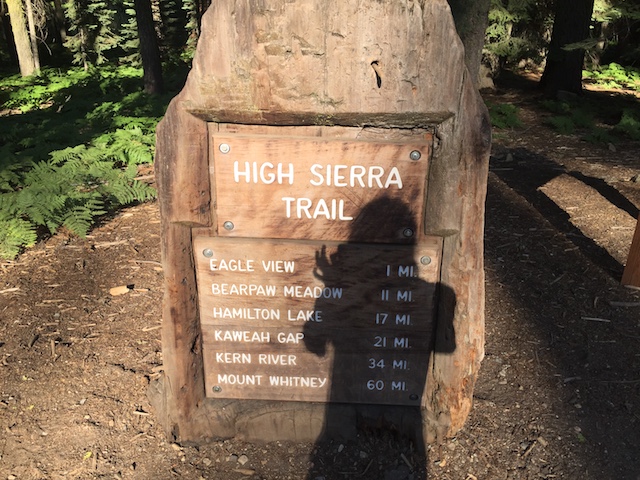 HIGH SIERRA
TRAIL
EAGLE VIEW 1 MI.
BEARPAW MEADOW 11 MI.
HAMILTON LAKE 17 MI.
KAWEAH GAP 21 MI.
KERN RIVER 34 MI.
MOUNT WHITNEY 60 MI.